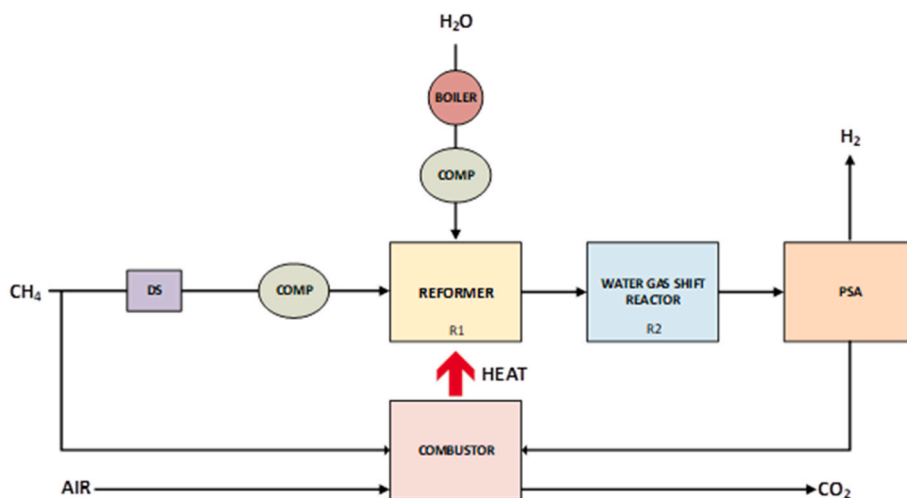 H₂O
BOILER
COMP
H₂
CH₄
DS
COMP
REFORMER
R1
WATER GAS SHIFT
REACTOR
R2
PSA
HEAT
COMBUSTOR
AIR
CO₂